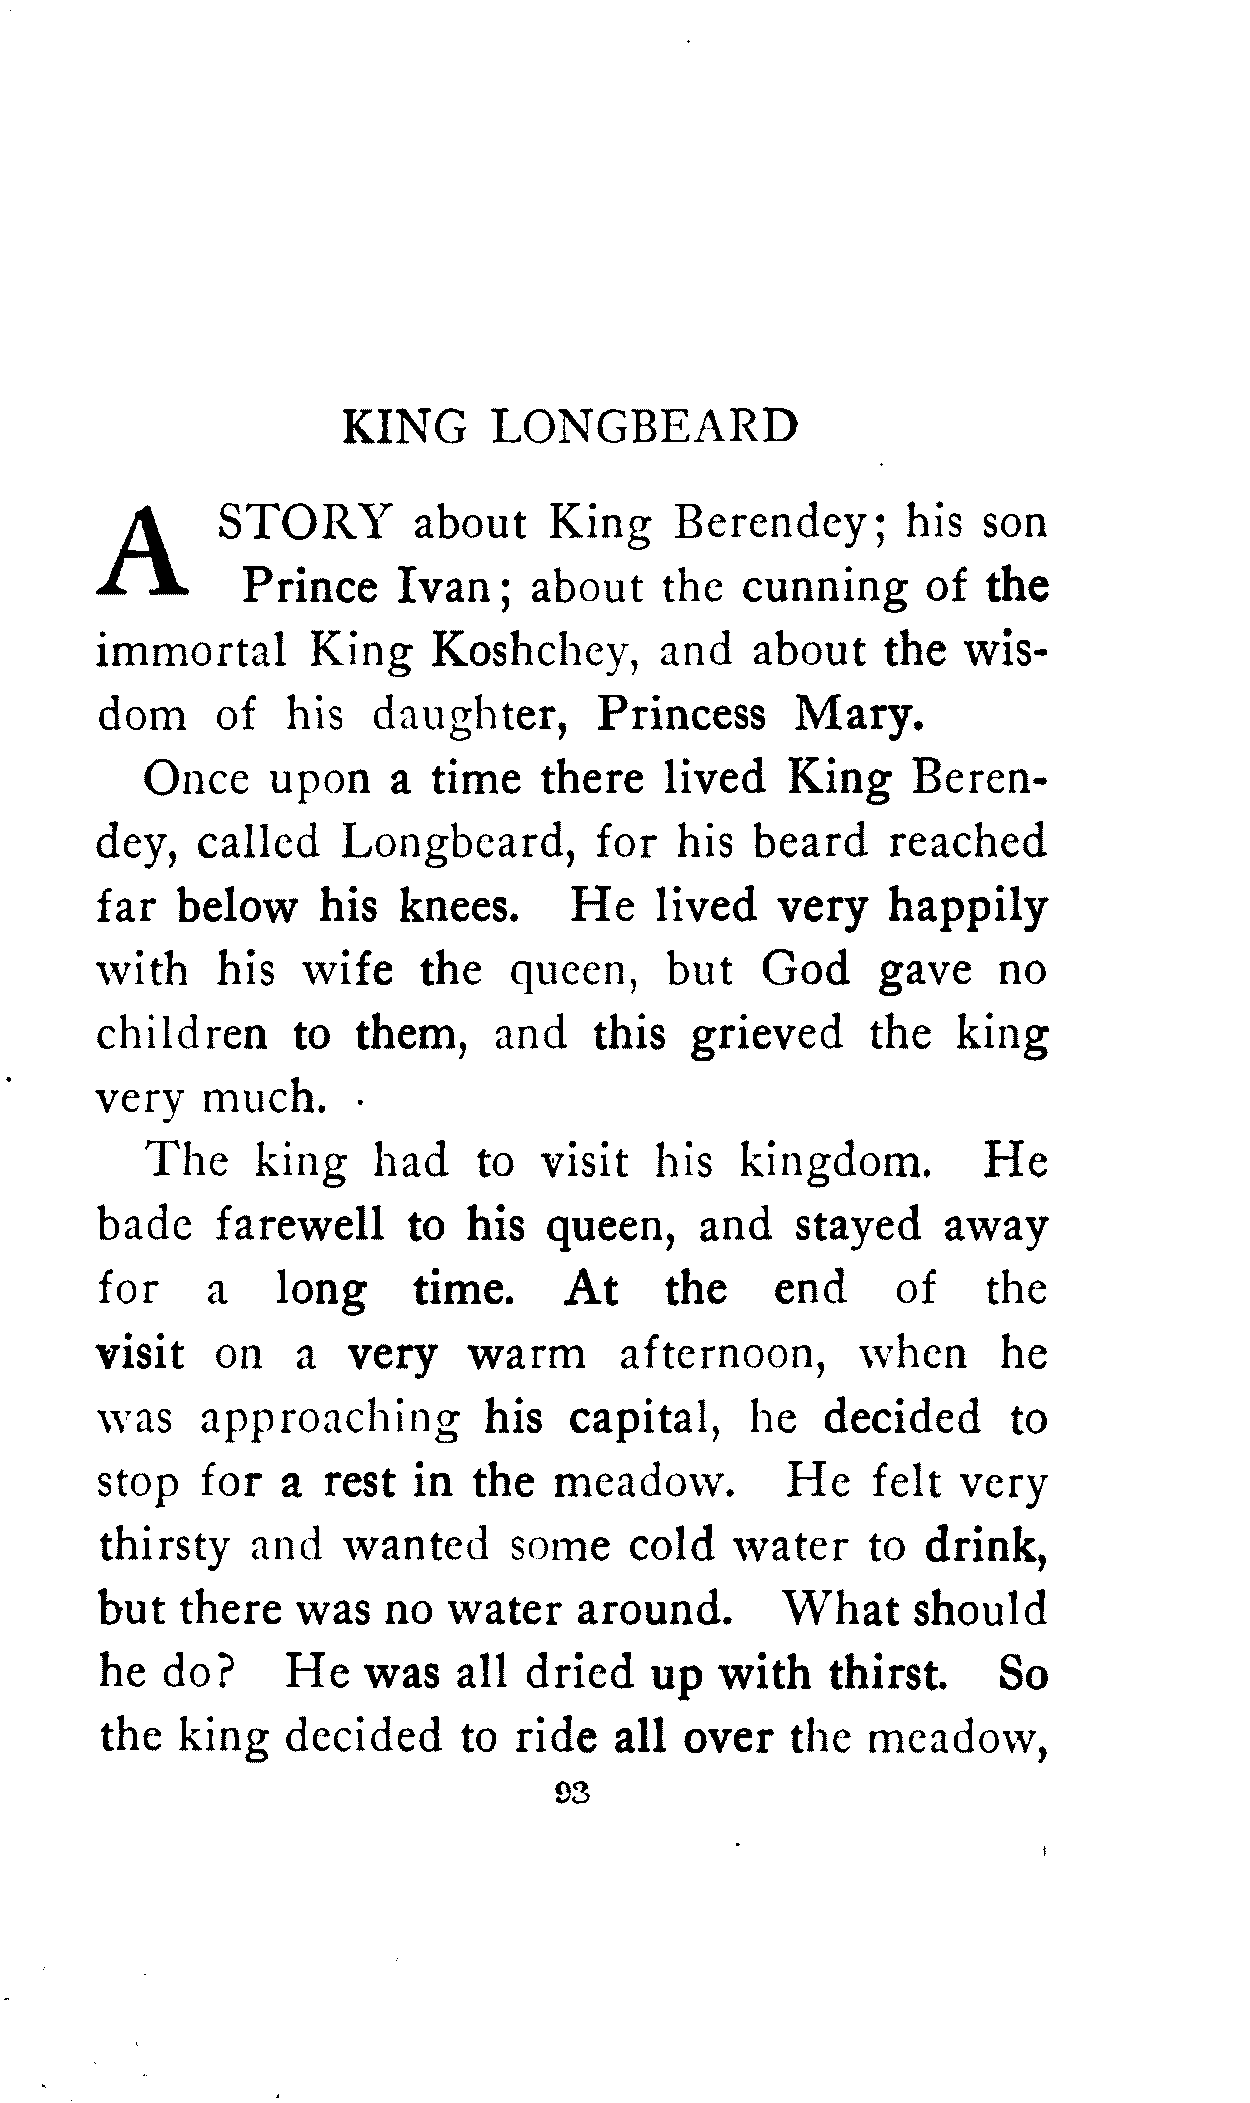 KING LONGBEARD
A STORY about King Berendey; his son
Prince Ivan; about the cunning of the
immortal King Koshchey, and about the wis-
dom of his daughter, Princess Mary.
Once upon a time there lived King Beren-
dey, called Longbeard, for his beard reached
far below his knees. He lived very happily
with his wife the queen, but God gave no
children to them, and this grieved the king
very much.
The king had to visit his kingdom. He
bade farewell to his queen, and stayed away
for a long time. At the end of the
visit on a very warm afternoon, when he
was approaching his capital, he decided to
stop for a rest in the meadow. He felt very
thirsty and wanted some cold water to drink,
but there was no water around. What should
he do? He was all dried up with thirst. So
the king decided to ride all over the meadow,
93